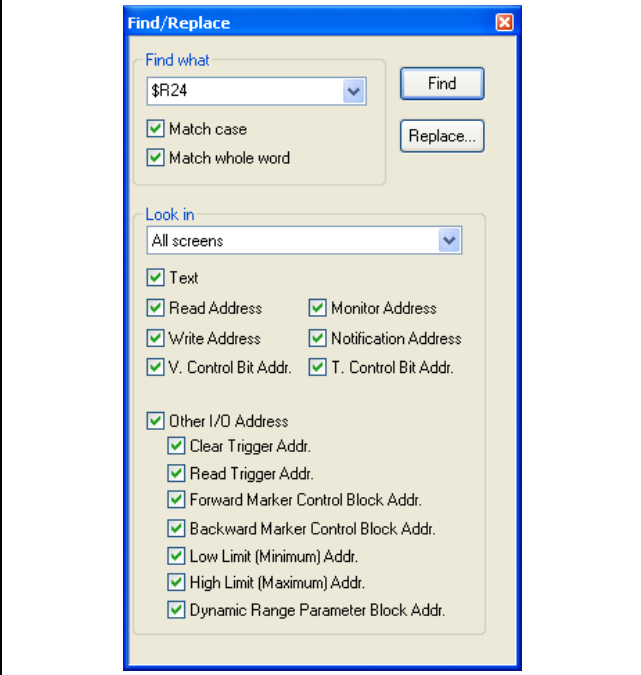 Find/Replace
Find what
$R24
Find
Match case
Replace...
Match whole word
Look in
All screens
Text
Read Address Monitor Address
Write Address Notification Address
V. Control Bit Addr. T. Control Bit Addr.
Other I/O Address
Clear Trigger Addr.
Read Trigger Addr.
Forward Marker Control Block Addr.
Backward Marker Control Block Addr.
Low Limit (Minimum) Addr.
High Limit (Maximum) Addr.
Dynamic Range Parameter Block Addr.